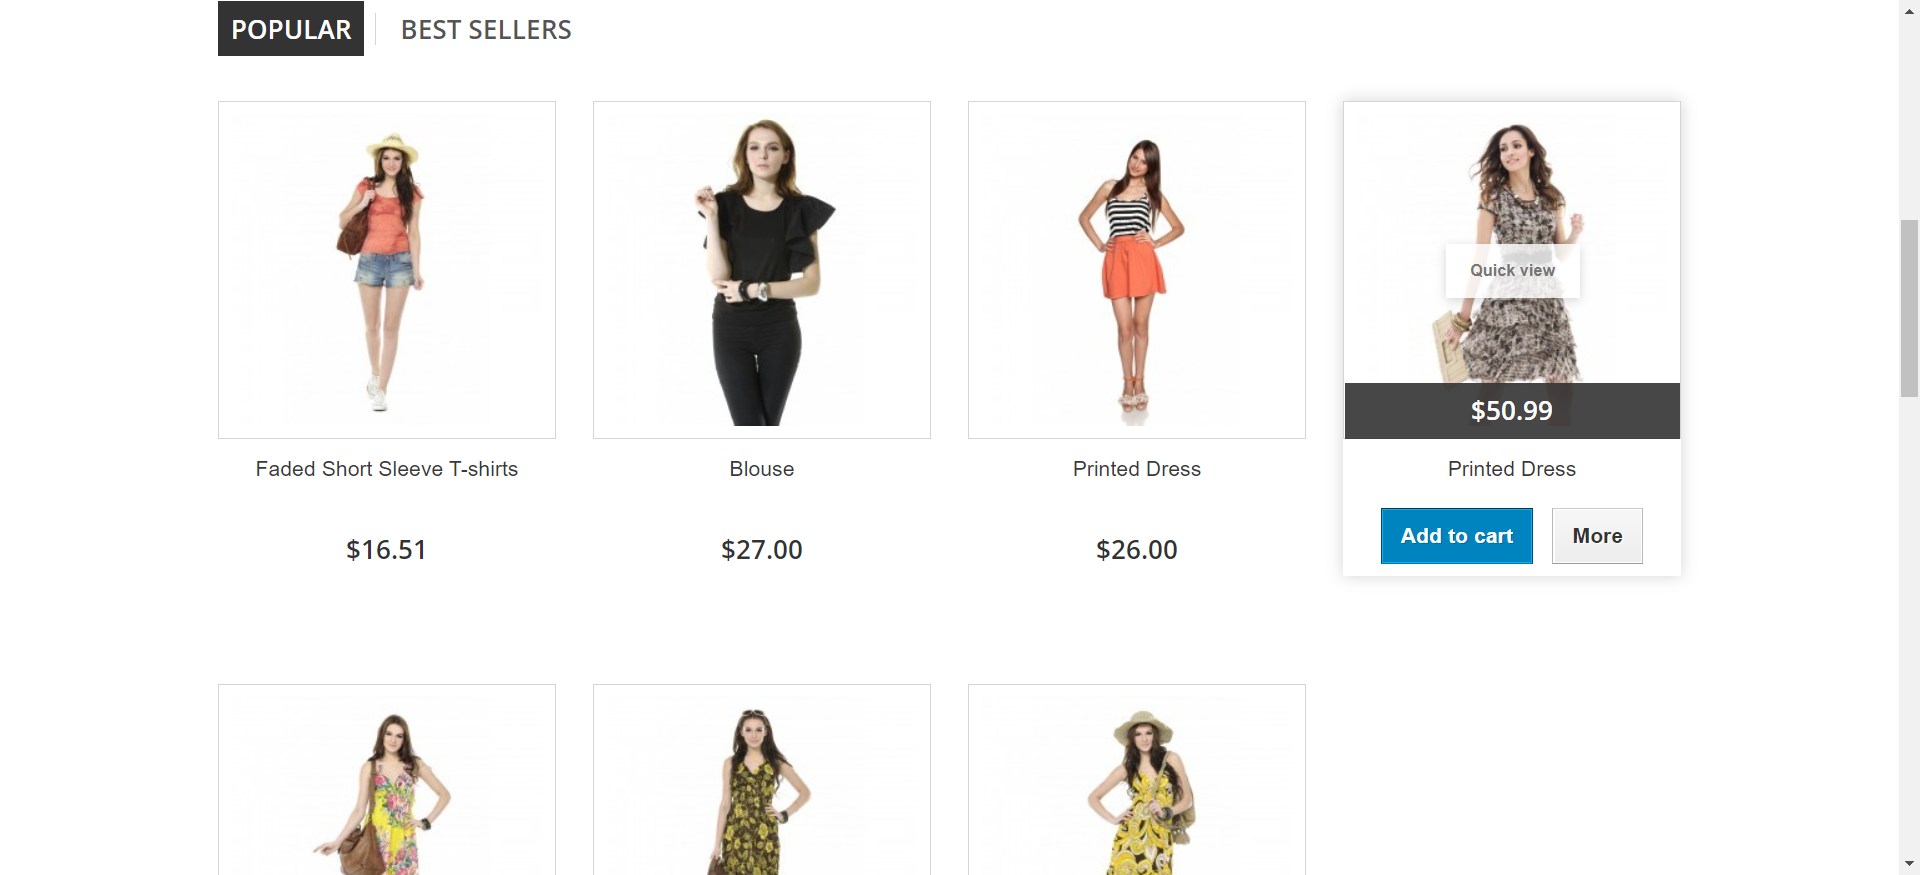 POPULAR
BEST SELLERS
Quick view
$50.99
Faded Short Sleeve T-shirts
Blouse
Printed Dress
Printed Dress
$16.51
$27.00
$26.00
Add to cart
More